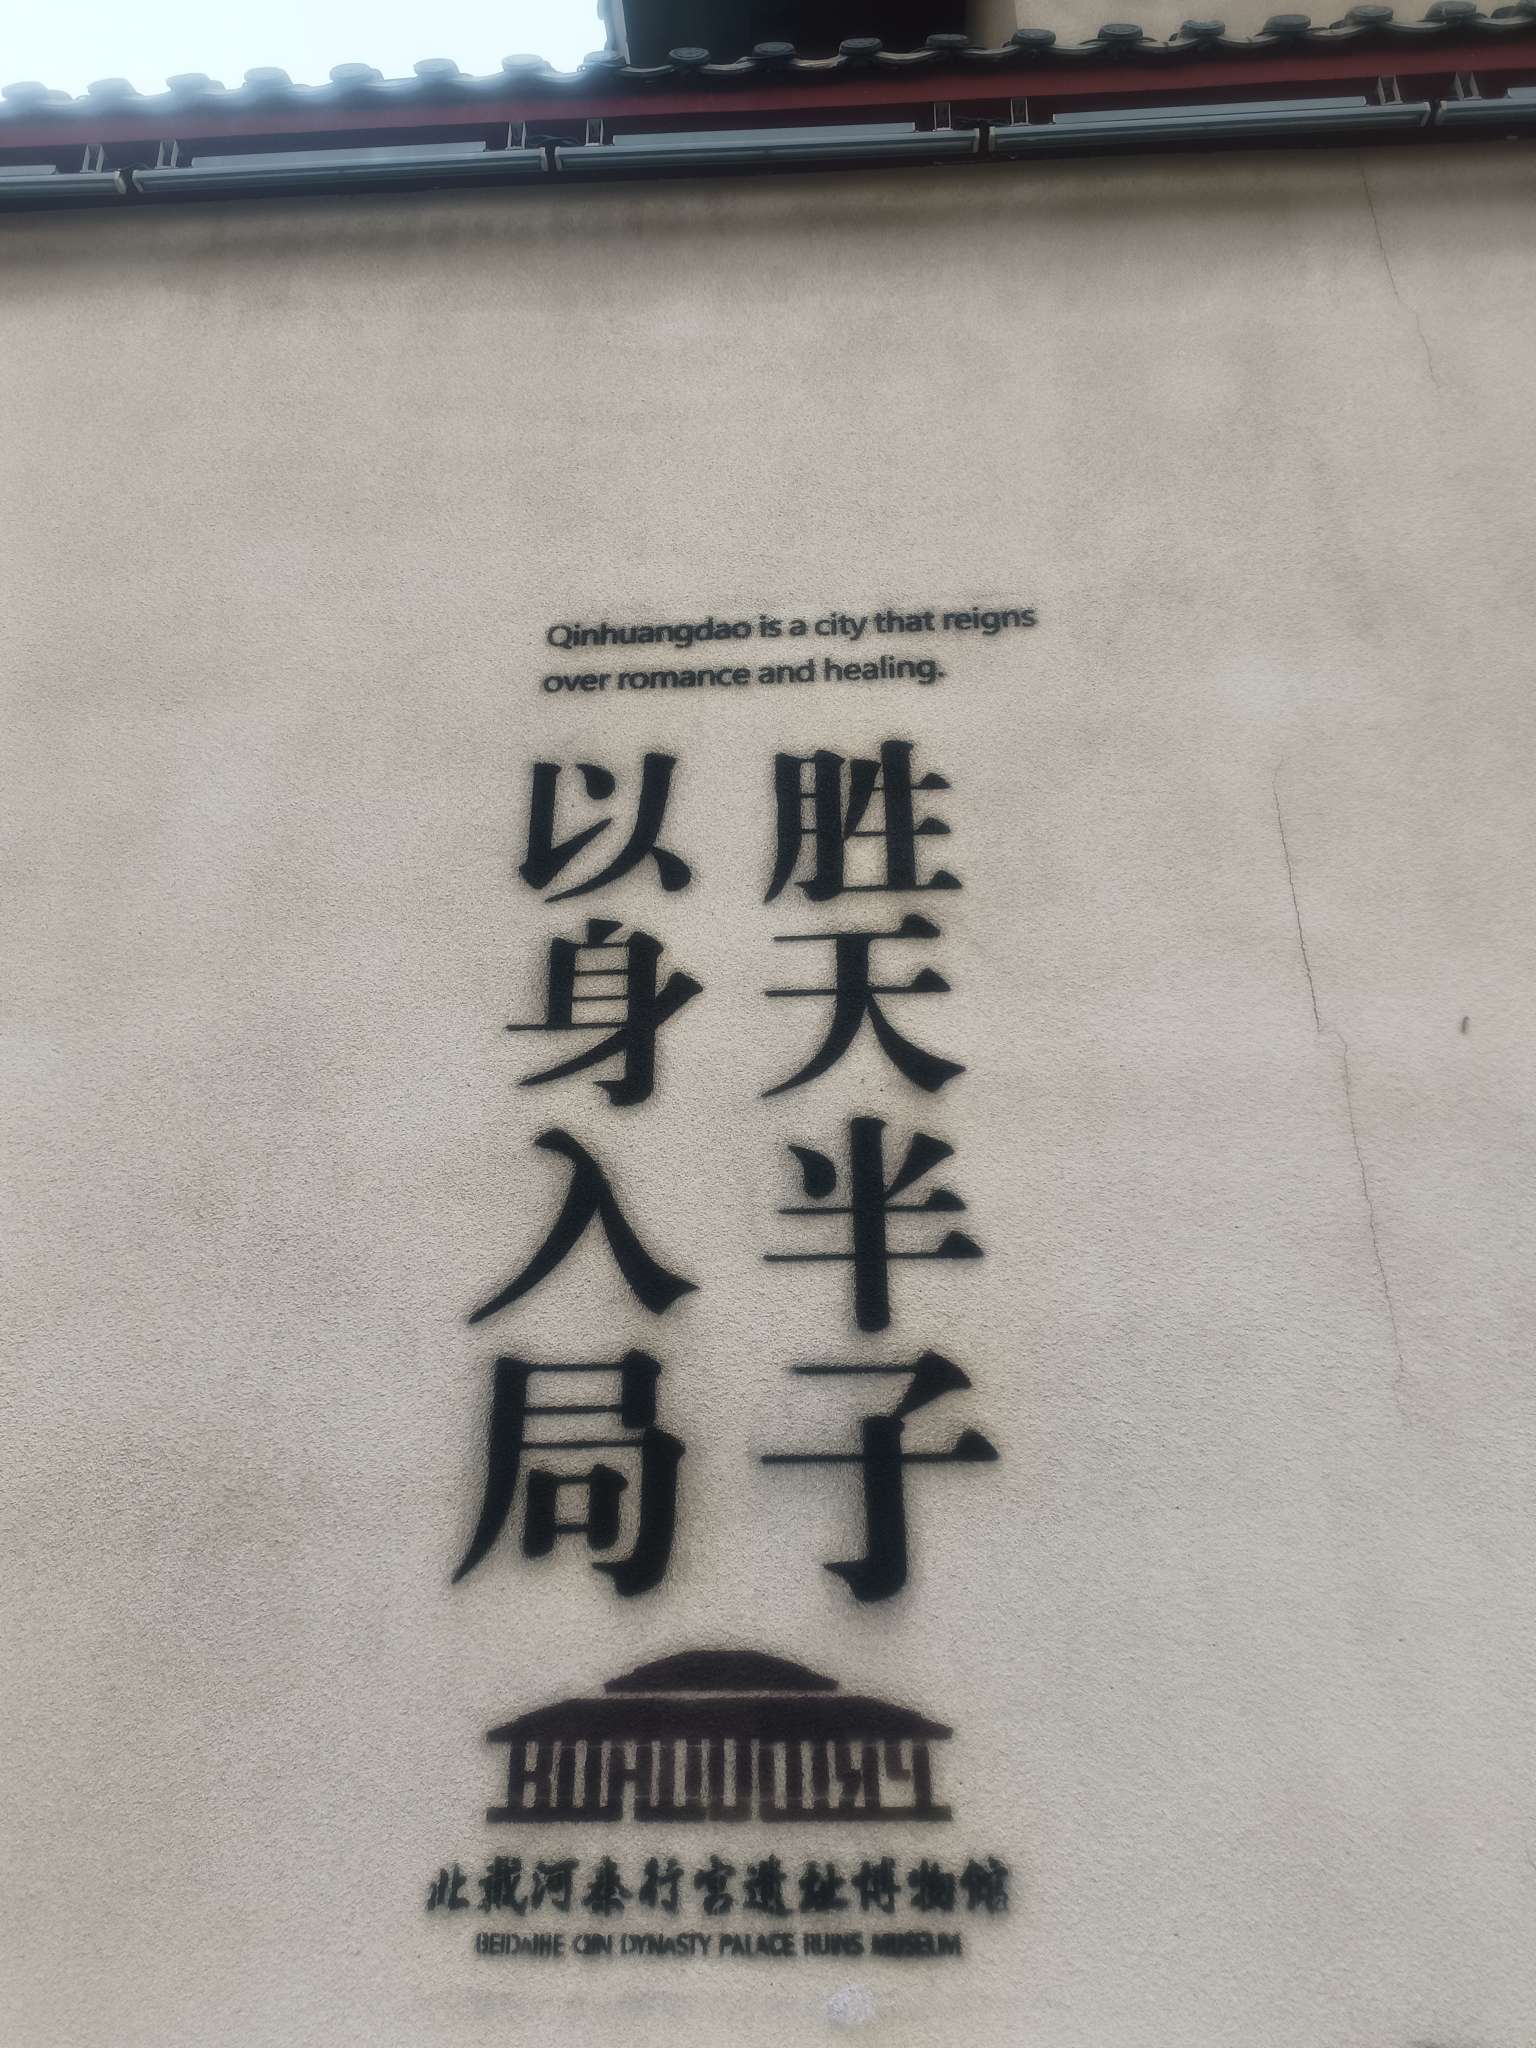 Qinhuangdao is a city that reigns
over romance and healing.
胜天半子
以身入局
北戴河秦行宫遗址博物馆
BEIDAIHE QIN DYNASTY PALACE RUINS MUSEUM